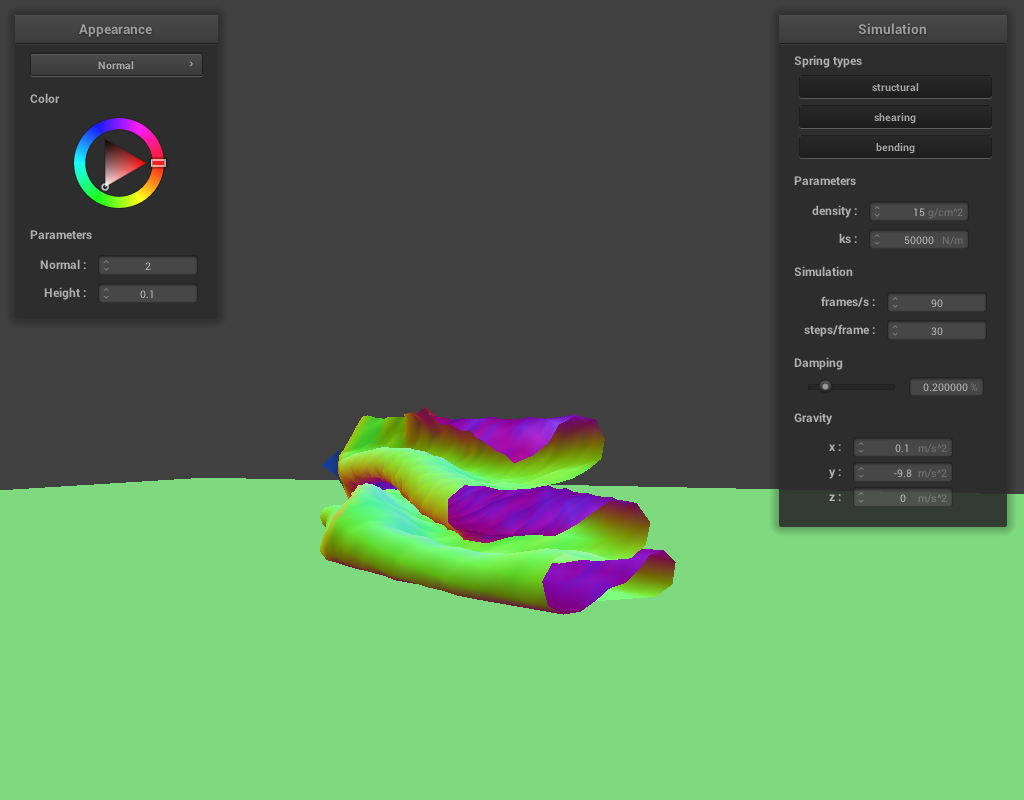 Appearance
Normal
Color
Parameters
Normal : 2
Height : 0.1
Simulation
Spring types
structural
shearing
bending
Parameters
density : 15 g/cm^2
ks : 50000 N/m
Simulation
frames/s : 90
steps/frame : 30
Damping
0.200000 %
Gravity
x : 0.1 m/s^2
y : -9.8 m/s^2
z : 0 m/s^2